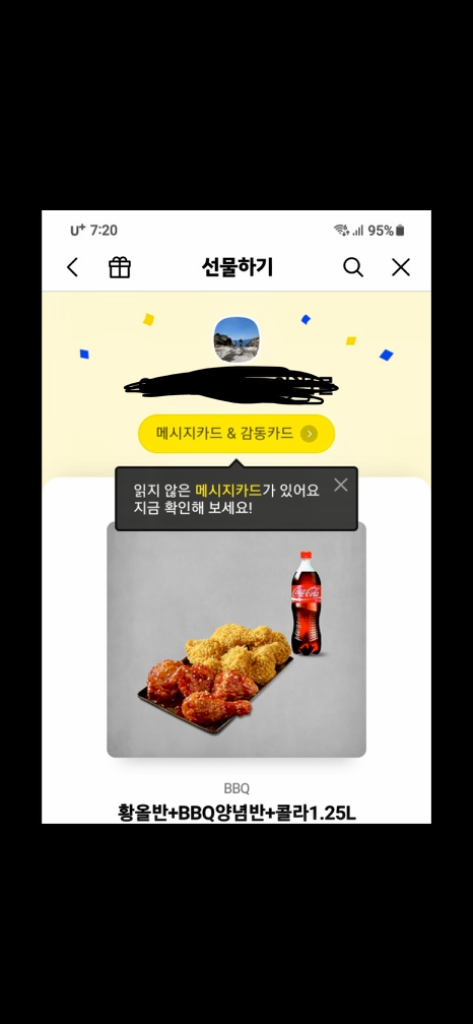 U+ 7:20 95%
선물하기
메시지카드 & 감동카드
읽지 않은 메시지카드가 있어요
지금 확인해 보세요!
Coca-Cola
BBQ
황올반+BBQ양념반+콜라1.25L